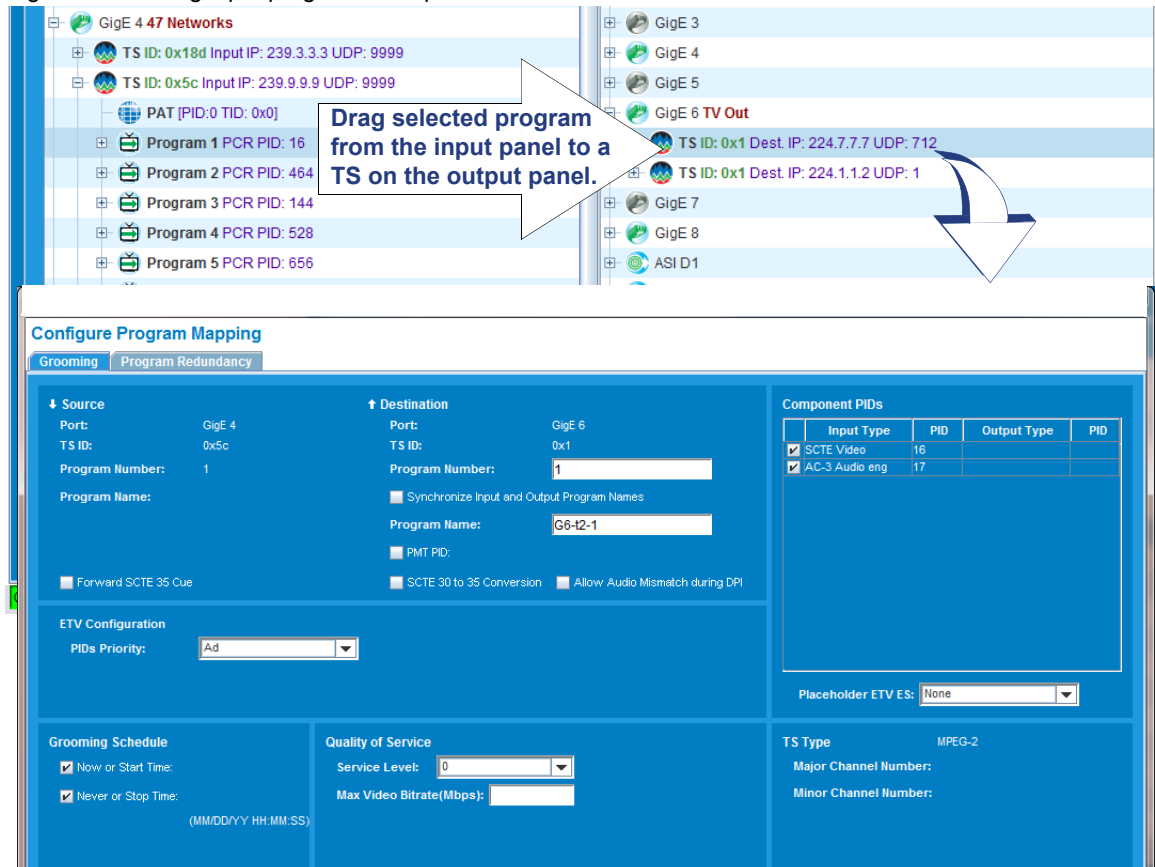 GigE 4 47 Networks
TS ID: 0x18d Input IP: 239.3.3.3 UDP: 9999
TS ID: 0x5c Input IP: 239.9.9.9 UDP: 9999
PAT [PID:0 TID: 0x0]
Program 1 PCR PID: 16
Program 2 PCR PID: 464
Program 3 PCR PID: 144
Program 4 PCR PID: 528
Program 5 PCR PID: 656
Drag selected program
from the input panel to a
TS on the output panel.
GigE 3
GigE 4
GigE 5
GigE 6 TV Out
TS ID: 0x1 Dest. IP: 224.7.7.7 UDP: 712
TS ID: 0x1 Dest. IP: 224.1.1.2 UDP: 1
GigE 7
GigE 8
ASI D1
Configure Program Mapping
Grooming Program Redundancy
Source
Port: GigE 4
TS ID: 0x5c
Program Number: 1
Program Name:
Forward SCTE 35 Cue
Destination
Port: GigE 6
TS ID: 0x1
Program Number: 1
Synchronize Input and Output Program Names
Program Name: G6-t2-1
PMT PID:
SCTE 30 to 35 Conversion Allow Audio Mismatch during DPI
Component PIDs
Input Type PID Output Type PID
SCTE Video 16
AC-3 Audio eng 17
Placeholder ETV ES: None
ETV Configuration
PIDs Priority: Ad
Grooming Schedule
Now or Start Time:
Never or Stop Time:
(MM/DD/YY HH:MM:SS)
Quality of Service
Service Level: 0
Max Video Bitrate(Mbps):
TS Type MPEG-2
Major Channel Number:
Minor Channel Number: